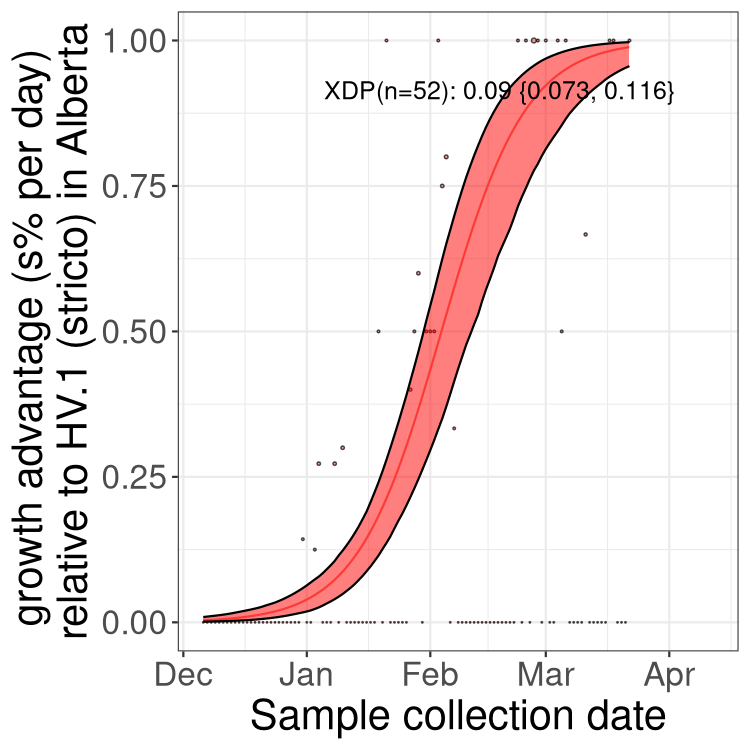 growth advantage (s% per day)
relative to HV.1 (stricto) in Alberta
1.00
0.75
0.50
0.25
0.00
XDP(n=52): 0.09 {0.073, 0.116}
Dec Jan Feb Mar Apr
Sample collection date